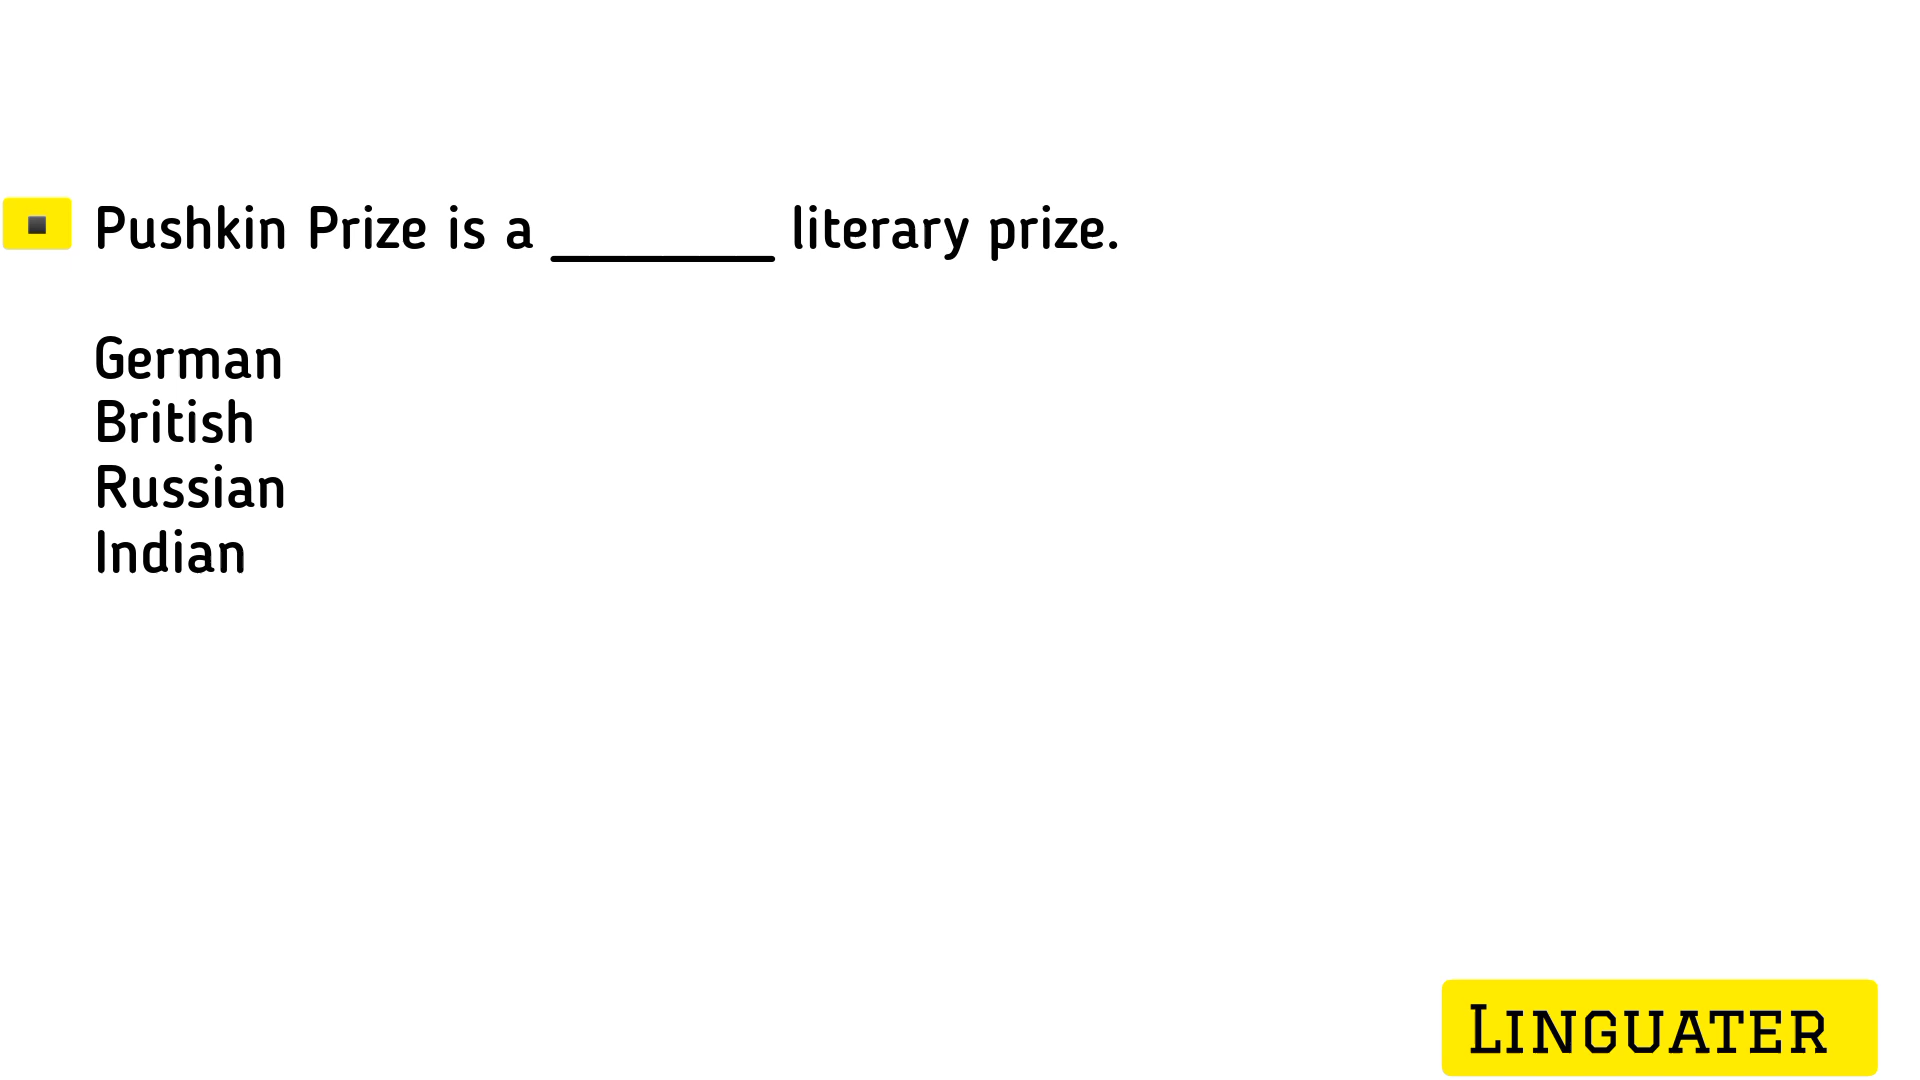 Pushkin Prize is a ________ literary prize.
German
British
Russian
Indian
LINGUATER